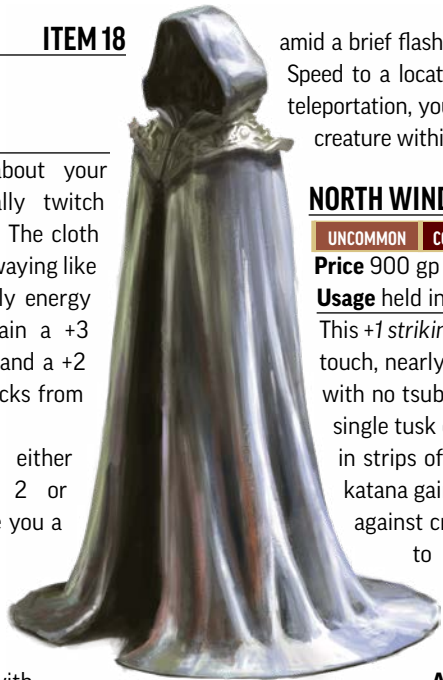 ITEM 18
about your
ally twitch
The cloth
waying like
ly energy
ain a +3
and a +2
cks from
either
2 or
e you a
with
amid a brief flash
Speed to a locat
teleportation, you
creature within
NORTH WIND
UNCOMMON
Price 900 gp
Usage held in
This +1 strikin
touch, nearly
with no tsub
single tusk
in strips of
katana gai
against cr
to
A